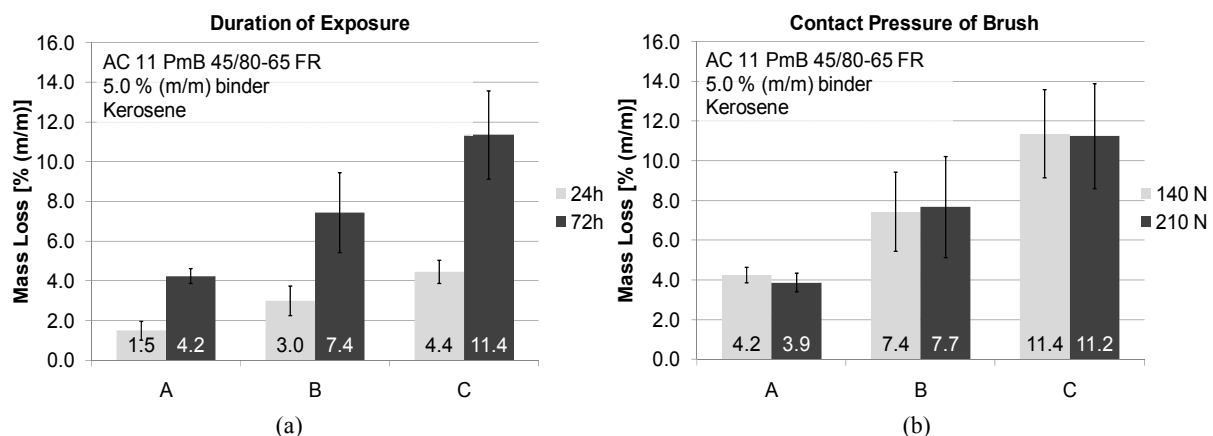 Duration of Exposure
Mass Loss [% (m/m)]
16.0
14.0
12.0
10.0
8.0
6.0
4.0
2.0
0.0
AC 11 PmB 45/80-65 FR
5.0 % (m/m) binder
Kerosene
24h
72h
1.5
4.2
3.0
7.4
4.4
11.4
A
B
C
(a)
Contact Pressure of Brush
Mass Loss [% (m/m)]
16.0
14.0
12.0
10.0
8.0
6.0
4.0
2.0
0.0
AC 11 PmB 45/80-65 FR
5.0 % (m/m) binder
Kerosene
140 N
210 N
4.2
3.9
7.4
7.7
11.4
11.2
A
B
C
(b)